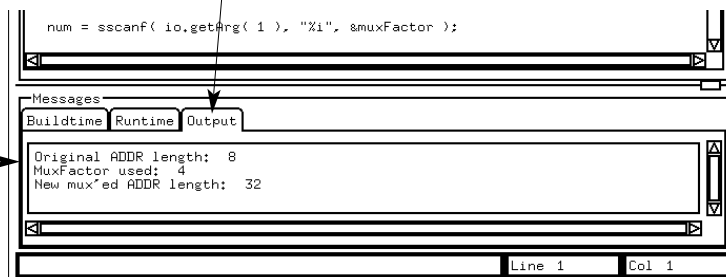 num = sscanf( io.getArg( 1 ), "%i", &muxFactor );
Messages
Buildtime Runtime Output
Original ADDR length: 8
MuxFactor used: 4
New mux´ed ADDR length: 32
Line 1 Col 1